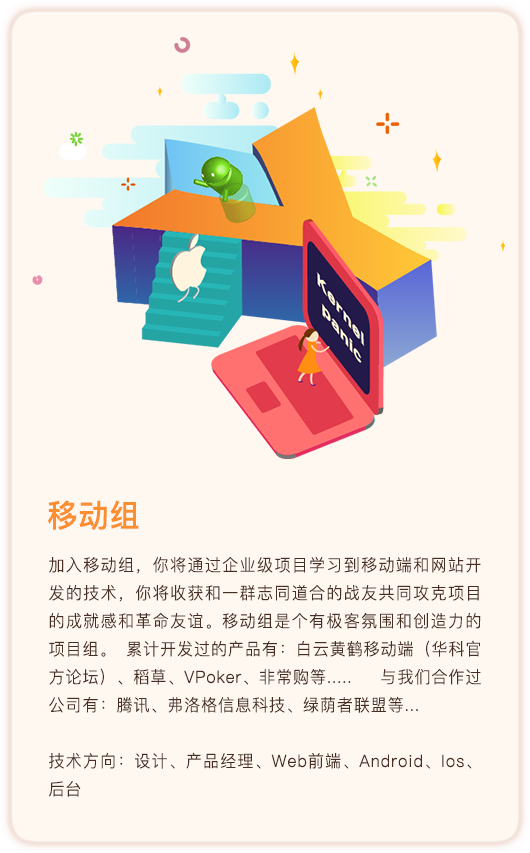 Kernel
panic
移动组
加入移动组，你将通过企业级项目学习到移动端和网站开
发的技术，你将收获和一群志同道合的战友共同攻克项目
的成就感和革命友谊。移动组是个有极客氛围和创造力的
项目组。 累计开发过的产品有：白云黄鹤移动端（华科官
方论坛）、稻草、VPoker、非常购等..... 与我们合作过
公司有：腾讯、弗洛格信息科技、绿荫者联盟等...
技术方向：设计、产品经理、Web前端、Android、Ios、
后台